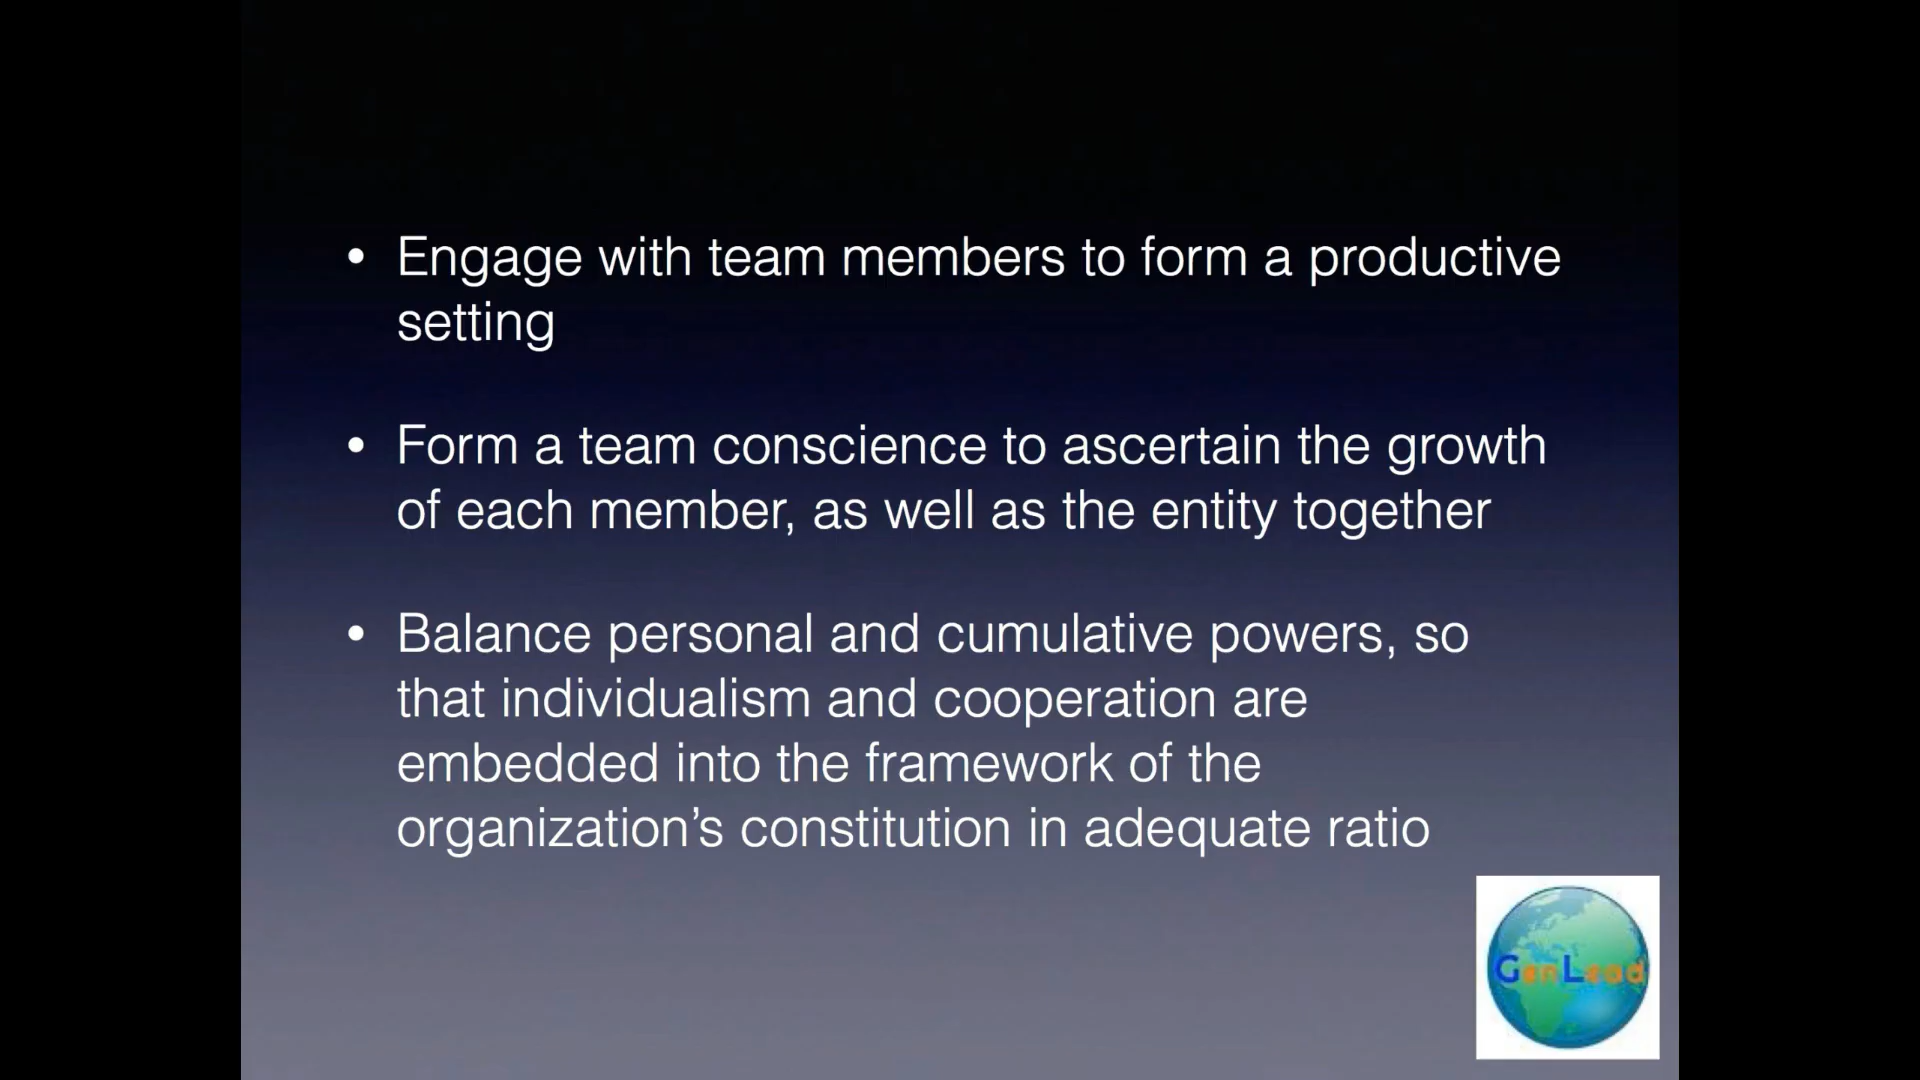 • Engage with team members to form a productive
setting
• Form a team conscience to ascertain the growth
of each member, as well as the entity together
• Balance personal and cumulative powers, so
that individualism and cooperation are
embedded into the framework of the
organization’s constitution in adequate ratio
GenLead